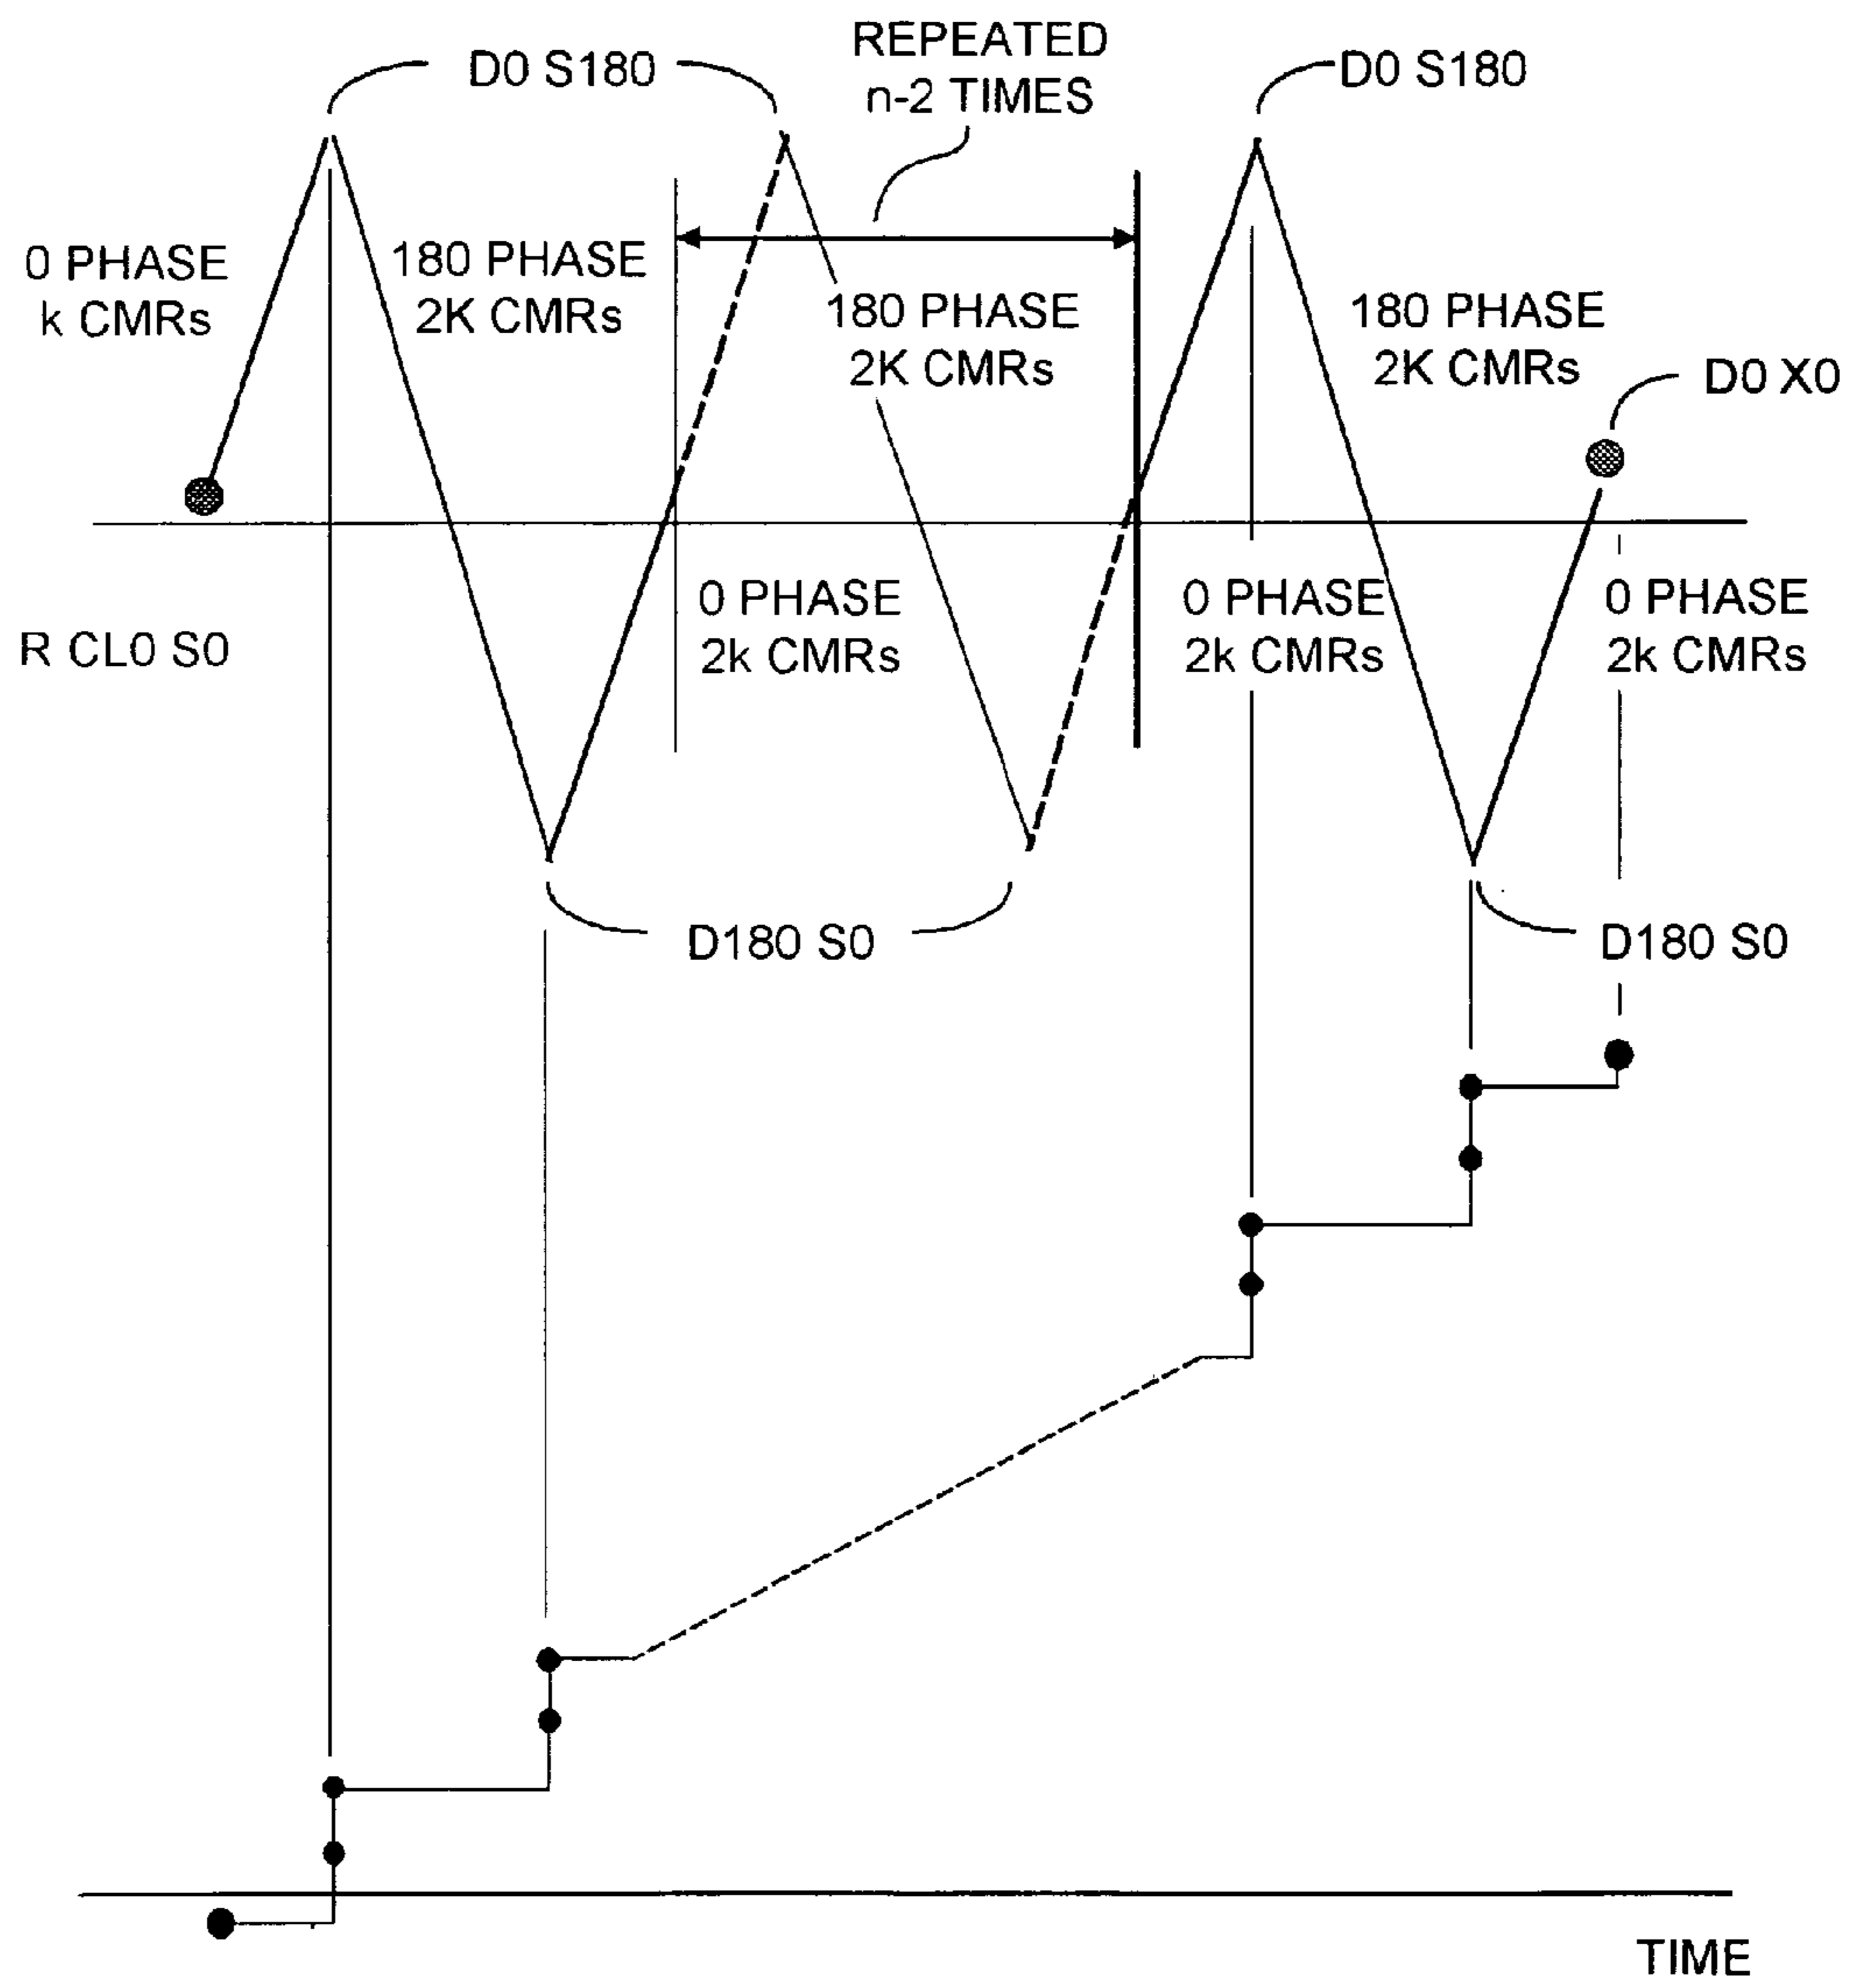 REPEATED
n-2 TIMES
D0 S180
D0 S180
0 PHASE
k CMRs
180 PHASE
2K CMRs
180 PHASE
2K CMRs
180 PHASE
2K CMRs
D0 X0
R CL0 S0
0 PHASE
2k CMRs
0 PHASE
2k CMRs
0 PHASE
2k CMRs
D180 S0
D180 S0
TIME